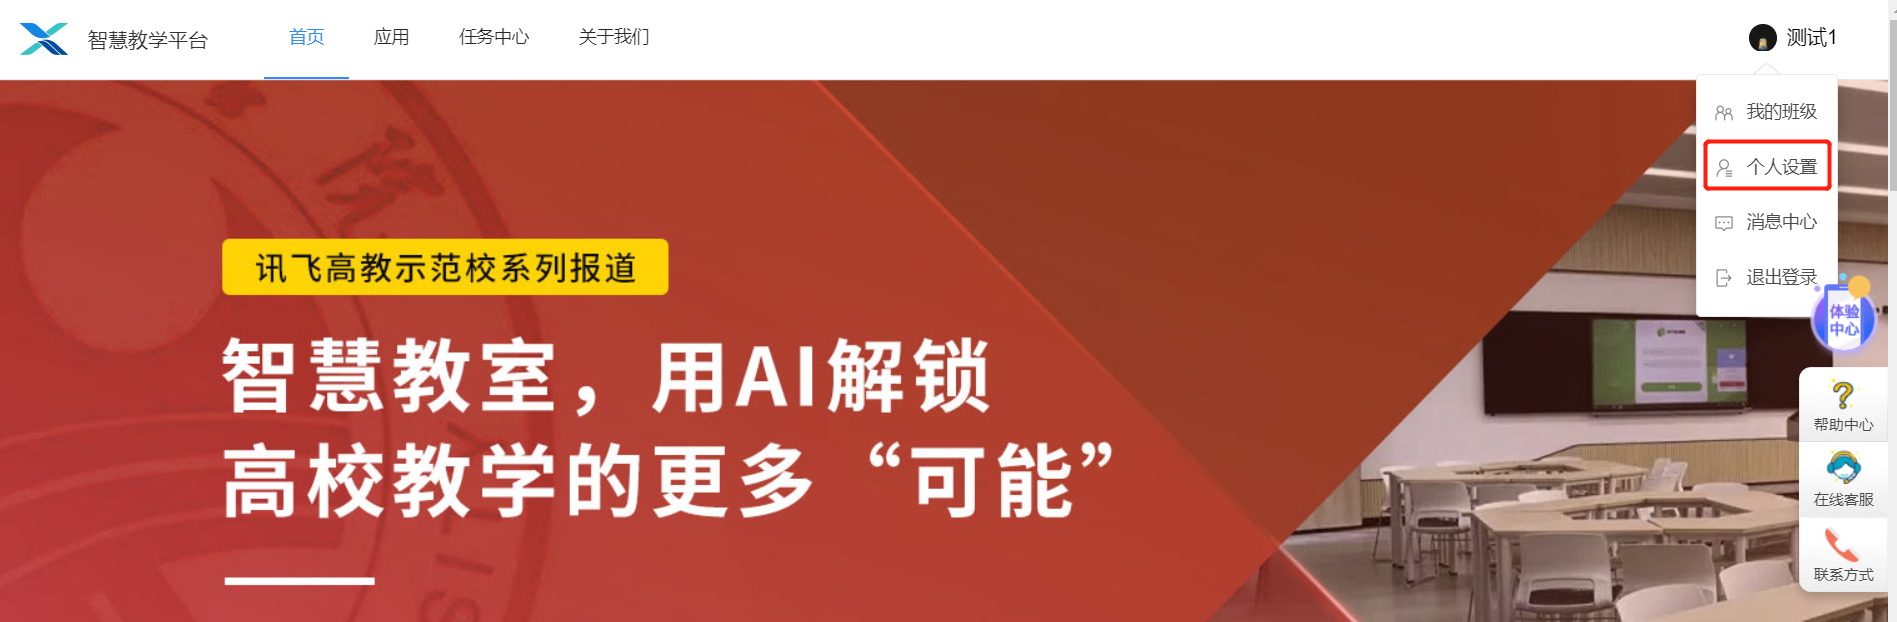 智慧教学平台
首页
应用
任务中心
关于我们
测试1
我的班级
个人设置
消息中心
退出登录
体验
中心
讯飞高教示范校系列报道
智慧教室，用AI解锁
高校教学的更多“可能”
帮助中心
在线客服
联系方式